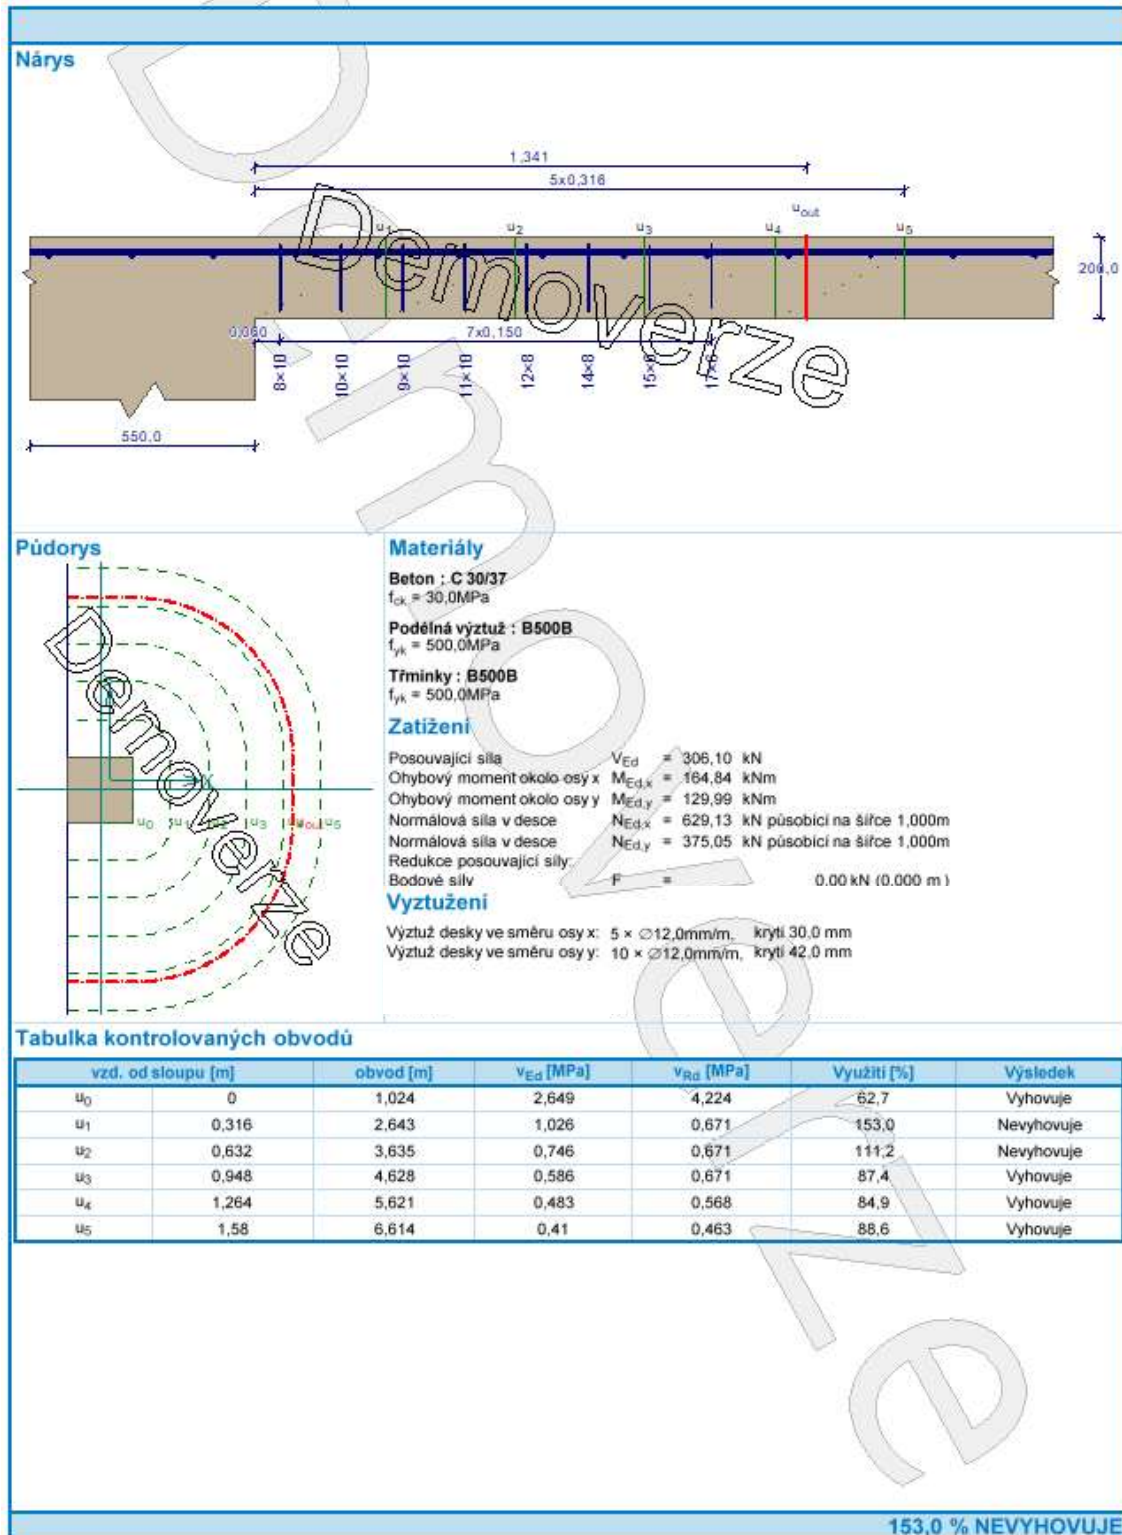 Nárys
1,341
5x0,316
uout
u1
u2
u3
u4
u5
200,0
7x0,150
8×10
10×10
9×10
11×10
12×8
14×8
550,0
Půdorys
u0
u3
u5
Materiály
Beton : C 30/37
fck = 30,0MPa
Podélná výztuž : B500B
fyk = 500,0MPa
Třmínky : B500B
fyk = 500,0MPa
Zatížení
Posouvající síla VEd = 306,10 kN
Ohybový moment okolo osy x MEd,x = 164,84 kNm
Ohybový moment okolo osy y MEd,y = 129,99 kNm
Normálová síla v desce NEd,x = 629,13 kN působící na šířce 1,000m
Normálová síla v desce NEd,y = 375,05 kN působící na šířce 1,000m
Redukce posouvající síly:
Bodové síly F = 0.00 kN (0.000 m)
Vyztužení
Výztuž desky ve směru osy x: 5 × ∅12,0mm/m, krytí 30,0 mm
Výztuž desky ve směru osy y: 10 × ∅12,0mm/m, krytí 42,0 mm
Tabulka kontrolovaných obvodů
vzd. od sloupu [m] obvod [m] vEd [MPa] vRd [MPa] Využití [%] Výsledek
u0 0 1,024 2,649 4,224 62,7 Vyhovuje
u1 0,316 2,643 1,026 0,671 153,0 Nevyhovuje
u2 0,632 3,635 0,746 0,671 111,2 Nevyhovuje
u3 0,948 4,628 0,586 0,671 87,4 Vyhovuje
u4 1,264 5,621 0,483 0,568 84,9 Vyhovuje
u5 1,58 6,614 0,41 0,463 88,6 Vyhovuje
153,0 % NEVYHOVUJE
Demoverze
Demoverze
Demoverze